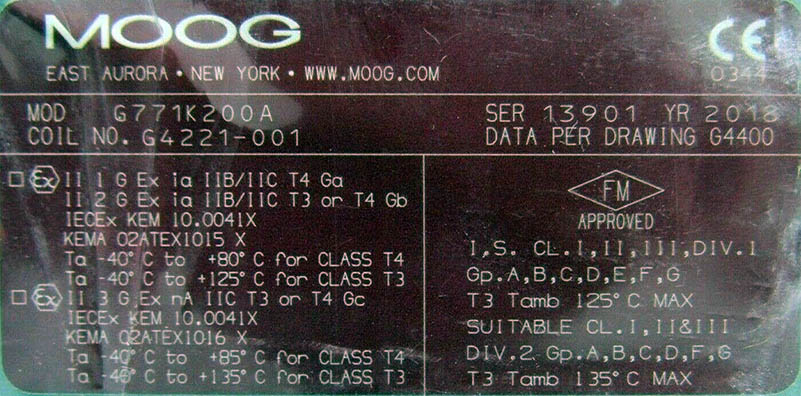 MOOG
CE
EAST AURORA • NEW YORK • WWW.MOOG.COM
0344
MOD G771K200A
SER 13901 YR 2018
COIL NO. G4221-001
DATA PER DRAWING G4400
Ex II 1 G Ex ia IIB/IIC T4 Ga
II 2 G Ex ia IIB/IIC T3 or T4 Gb
IECEx KEM 10.0041X
KEMA 02ATEX1015 X
Ta -40°C to +80°C for CLASS T4
Ta -40°C to +125°C for CLASS T3
Ex II 3 G Ex nA IIC T3 or T4 Gc
IECEx KEM 10.0041X
KEMA 02ATEX1016 X
Ta -40°C to +85°C for CLASS T4
Ta -40°C to +135°C for CLASS T3
FM
APPROVED
I.S. CL.I,II,III,DIV.1
Gp.A,B,C,D,E,F,G
T3 Tamb 125°C MAX
SUITABLE CL.I,II&III
DIV.2 Gp.A,B,C,D,F,G
T3 Tamb 135°C MAX